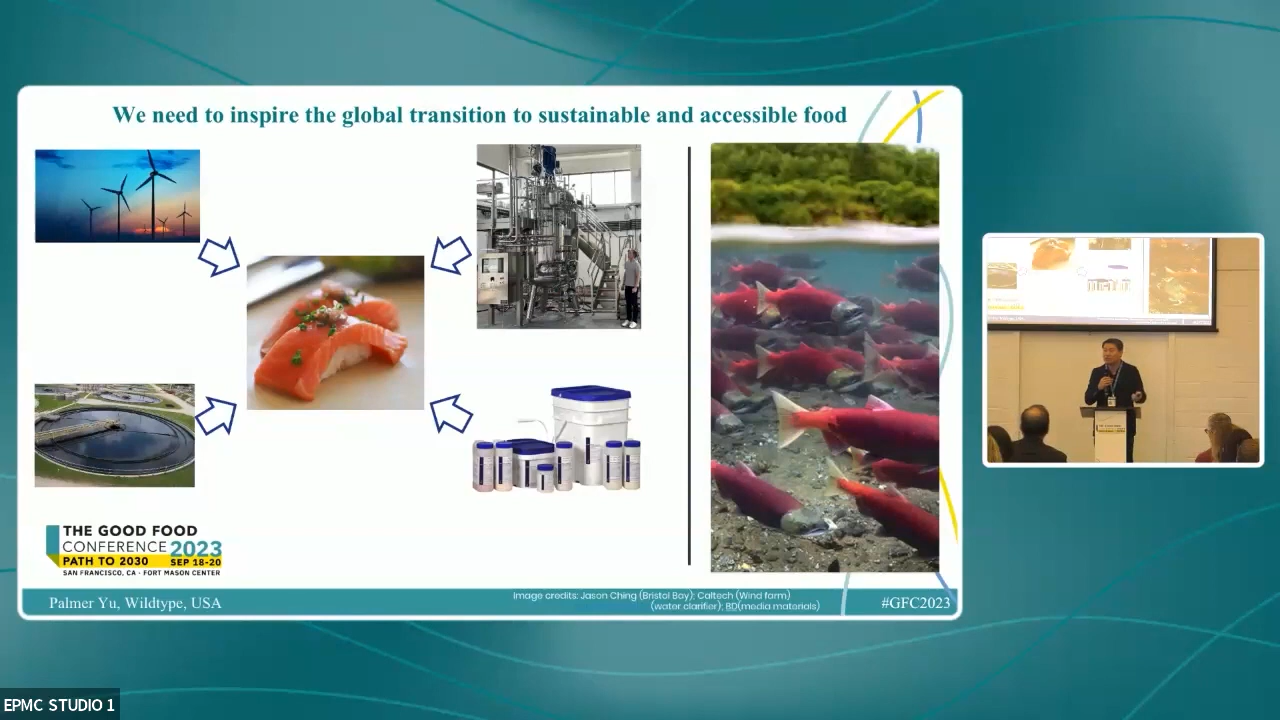 We need to inspire the global transition to sustainable and accessible food
THE GOOD FOOD
CONFERENCE 2023
PATH TO 2030 SEP 18-20
SAN FRANCISCO, CA - FORT MASON CENTER
Palmer Yu, Wildtype, USA
Image credits: Jason Ching (Bristol Bay); Caltech (Wind farm)
(water clarifier); BD(media materials)
#GFC2023
EPMC STUDIO 1